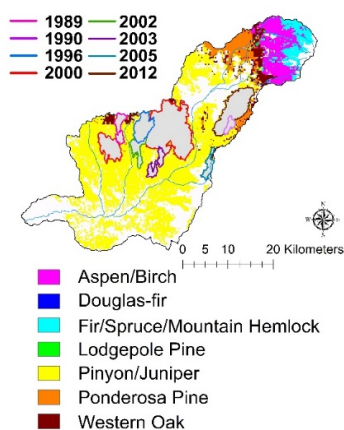 1989 2002
1990 2003
1996 2005
2000 2012
0 5 10 20 Kilometers
Aspen/Birch
Douglas-fir
Fir/Spruce/Mountain Hemlock
Lodgepole Pine
Pinyon/Juniper
Ponderosa Pine
Western Oak